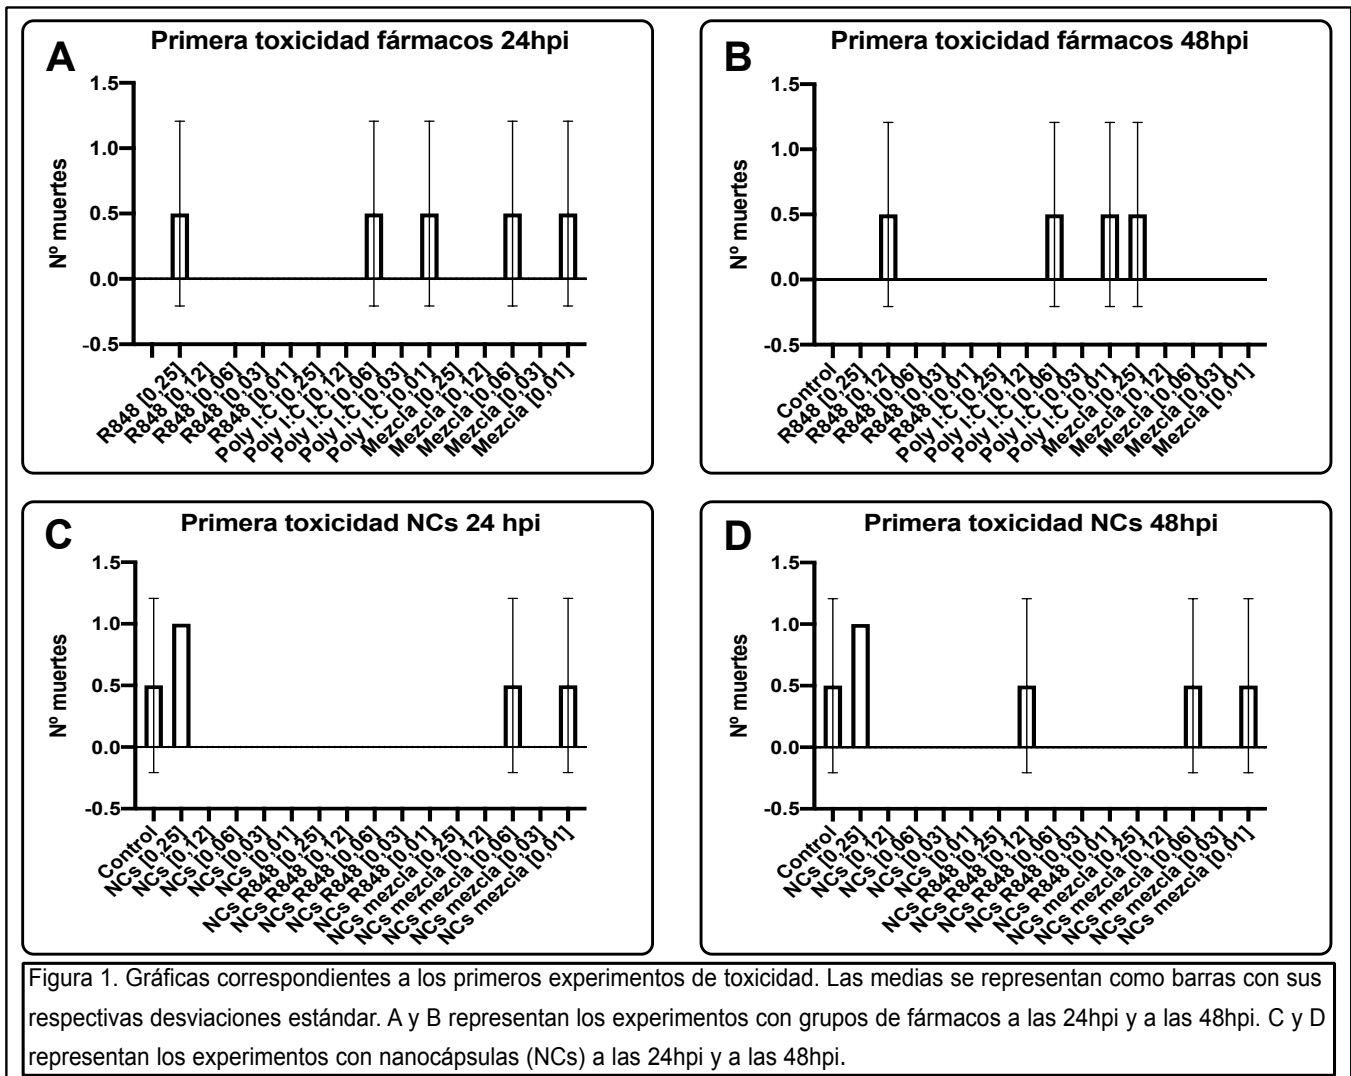 A
Primera toxicidad fármacos 24hpi
Nº muertes
1.5
1.0
0.5
0.0
-0.5
R848 [0,25]
R848 [0,12]
R848 [0,06]
R848 [0,03]
R848 [0,01]
Poly I:C [0,25]
Poly I:C [0,12]
Poly I:C [0,06]
Poly I:C [0,03]
Poly I:C [0,01]
Mezcla [0,25]
Mezcla [0,12]
Mezcla [0,06]
Mezcla [0,03]
Mezcla [0,01]
B
Primera toxicidad fármacos 48hpi
Nº muertes
1.5
1.0
0.5
0.0
-0.5
Control
R848 [0,25]
R848 [0,12]
R848 [0,06]
R848 [0,03]
R848 [0,01]
Poly I:C [0,25]
Poly I:C [0,12]
Poly I:C [0,06]
Poly I:C [0,03]
Poly I:C [0,01]
Mezcla [0,25]
Mezcla [0,12]
Mezcla [0,06]
Mezcla [0,03]
Mezcla [0,01]
C
Primera toxicidad NCs 24 hpi
Nº muertes
1.5
1.0
0.5
0.0
-0.5
Control
NCs [0,25]
NCs [0,12]
NCs [0,06]
NCs [0,03]
NCs [0,01]
NCs R848 [0,25]
NCs R848 [0,12]
NCs R848 [0,06]
NCs R848 [0,03]
NCs R848 [0,01]
NCs mezcla [0,25]
NCs mezcla [0,12]
NCs mezcla [0,06]
NCs mezcla [0,03]
NCs mezcla [0,01]
D
Primera toxicidad NCs 48hpi
Nº muertes
1.5
1.0
0.5
0.0
-0.5
Control
NCs [0,25]
NCs [0,12]
NCs [0,06]
NCs [0,03]
NCs [0,01]
NCs R848 [0,25]
NCs R848 [0,12]
NCs R848 [0,06]
NCs R848 [0,03]
NCs R848 [0,01]
NCs mezcla [0,25]
NCs mezcla [0,12]
NCs mezcla [0,06]
NCs mezcla [0,03]
NCs mezcla [0,01]
Figura 1. Gráficas correspondientes a los primeros experimentos de toxicidad. Las medias se representan como barras con sus
respectivas desviaciones estándar. A y B representan los experimentos con grupos de fármacos a las 24hpi y a las 48hpi. C y D
representan los experimentos con nanocápsulas (NCs) a las 24hpi y a las 48hpi.